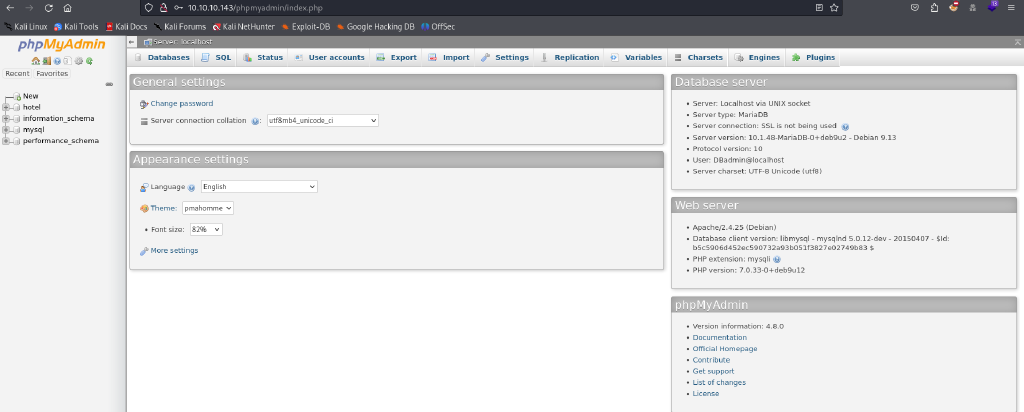 10.10.10.143/phpmyadmin/index.php
Kali Linux Kali Tools Kali Docs Kali Forums Kali NetHunter Exploit-DB Google Hacking DB OffSec
phpMyAdmin
Recent Favorites
New
hotel
information_schema
mysql
performance_schema
Server: localhost
Databases SQL Status User accounts Export Import Settings Replication Variables Charsets Engines Plugins
General settings
Change password
Server connection collation : utf8mb4_unicode_ci
Appearance settings
Language English
Theme: pmahomme
• Font size: 82%
More settings
Database server
• Server: Localhost via UNIX socket
• Server type: MariaDB
• Server connection: SSL is not being used
• Server version: 10.1.48-MariaDB-0+deb9u2 - Debian 9.13
• Protocol version: 10
• User: DBadmin@localhost
• Server charset: UTF-8 Unicode (utf8)
Web server
• Apache/2.4.25 (Debian)
• Database client version: libmysql - mysqlnd 5.0.12-dev - 20150407 - $Id:
b5c5906d452ec590732a93b051f3827e02749b83 $
• PHP extension: mysqli
• PHP version: 7.0.33-0+deb9u12
phpMyAdmin
• Version information: 4.8.0
• Documentation
• Official Homepage
• Contribute
• Get support
• List of changes
• License